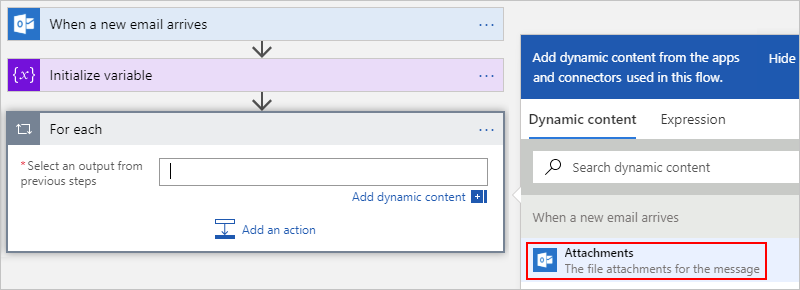 When a new email arrives
...
{x} Initialize variable
...
For each
...
*Select an output from
previous steps
Add dynamic content
Add an action
Add dynamic content from the apps
and connectors used in this flow.
Hide
Dynamic content
Expression
Search dynamic content
When a new email arrives
Attachments
The file attachments for the message